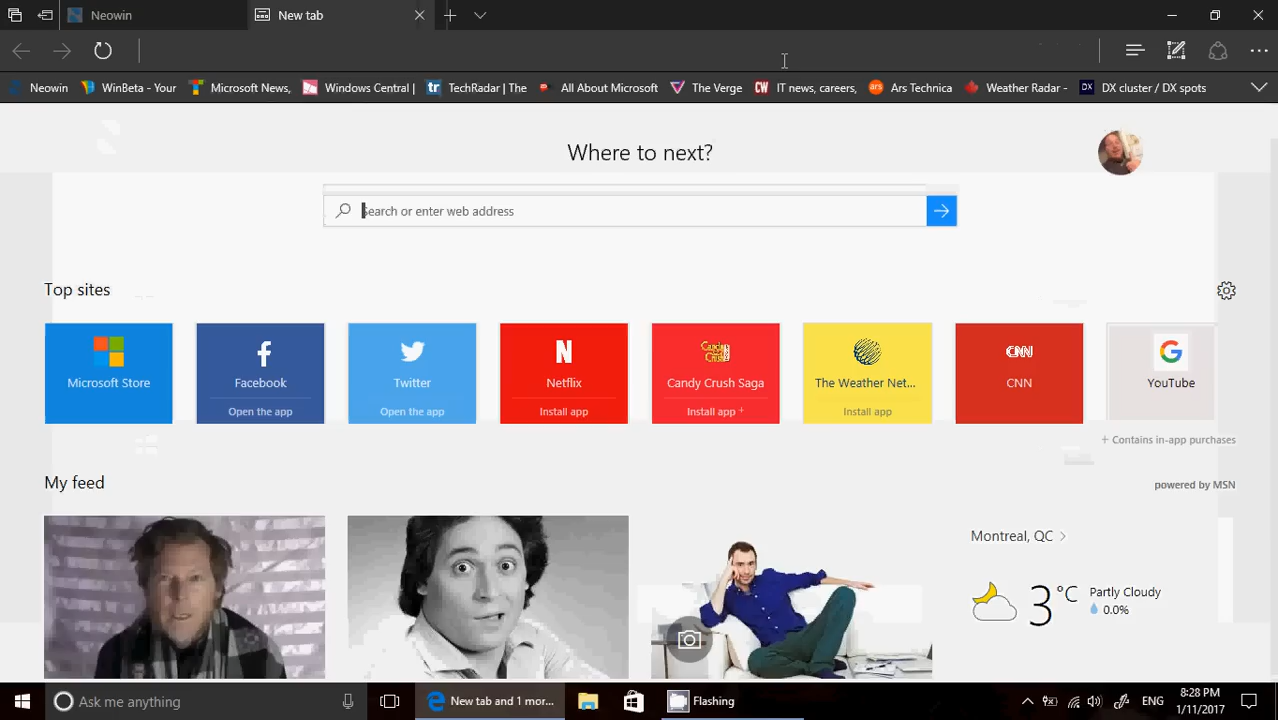 Neowin
New tab
Neowin
WinBeta - Your
Microsoft News,
Windows Central |
TechRadar | The
All About Microsoft
The Verge
IT news, careers,
Ars Technica
Weather Radar -
DX cluster / DX spots
Where to next?
Search or enter web address
Top sites
Microsoft Store
Facebook
Open the app
Twitter
Open the app
Netflix
Install app
Candy Crush Saga
Install app +
The Weather Net...
Install app
CNN
CNN
YouTube
+ Contains in-app purchases
My feed
powered by MSN
Montreal, QC
3°C
Partly Cloudy
0.0%
Ask me anything
New tab and 1 mor...
Flashing
ENG
8:28 PM
1/11/2017